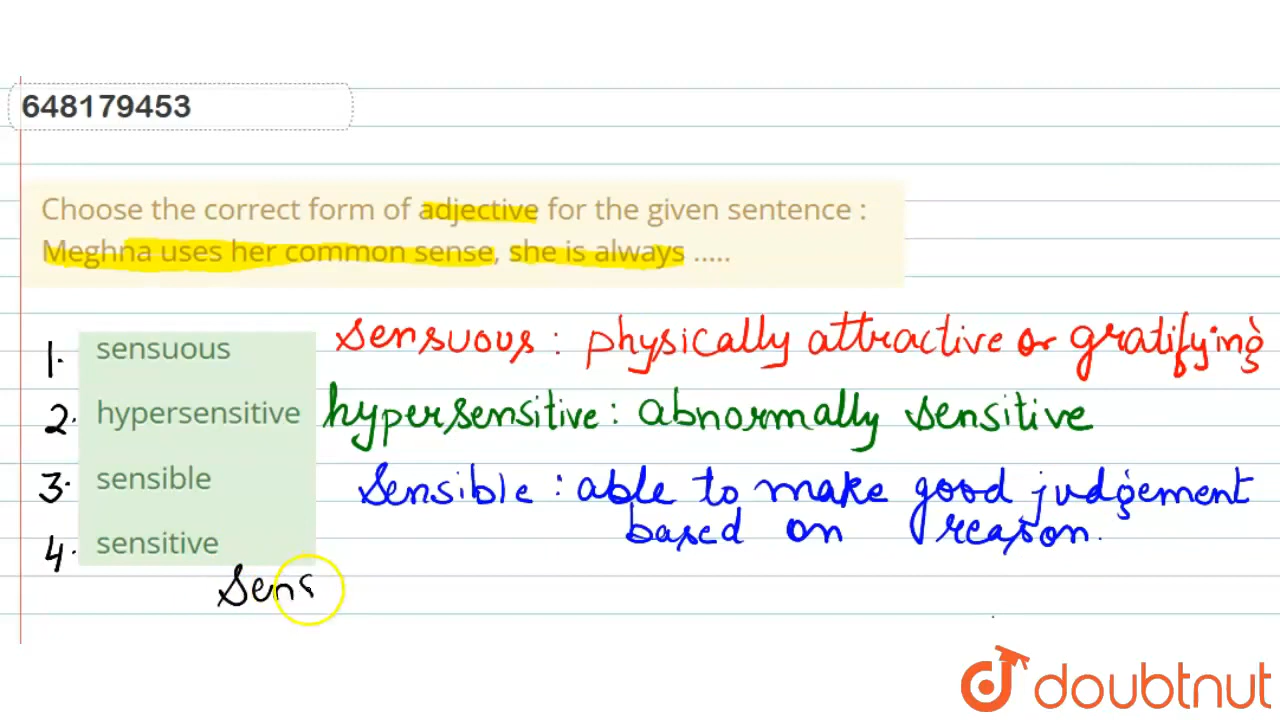 648179453
Choose the correct form of adjective for the given sentence :
Meghna uses her common sense, she is always .....
1. sensuous
sensuous : physically attractive or gratifying
2. hypersensitive
hypersensitive : abnormally sensitive
3. sensible
sensible : able to make good judgement
based on reason.
4. sensitive
Sens
doubtnut